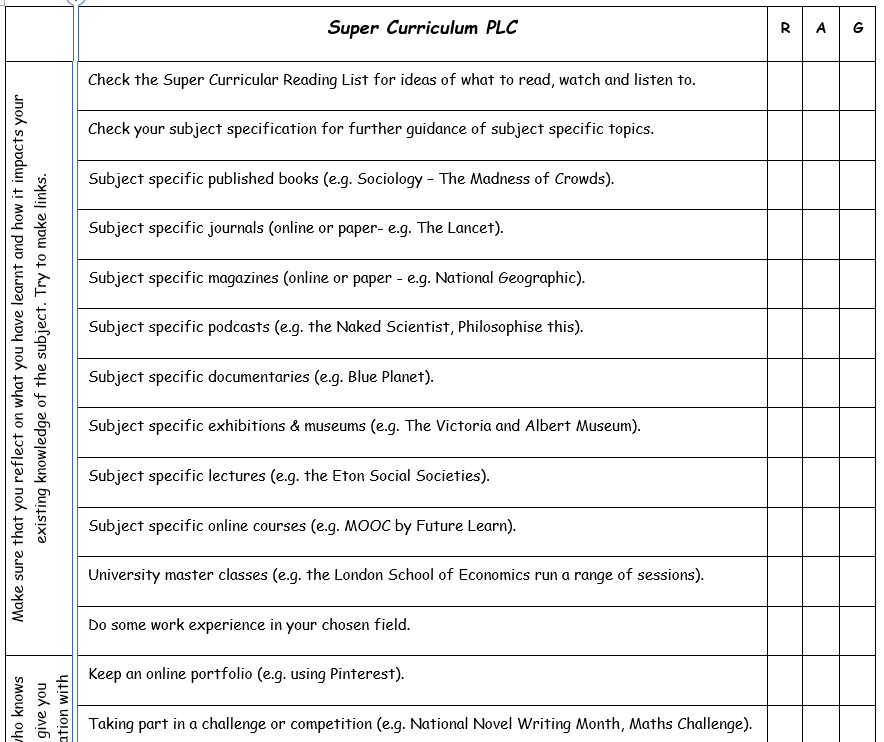 Super Curriculum PLC
R A G
Make sure that you reflect on what you have learnt and how it impacts your
existing knowledge of the subject. Try to make links.
Check the Super Curricular Reading List for ideas of what to read, watch and listen to.
Check your subject specification for further guidance of subject specific topics.
Subject specific published books (e.g. Sociology – The Madness of Crowds).
Subject specific journals (online or paper- e.g. The Lancet).
Subject specific magazines (online or paper - e.g. National Geographic).
Subject specific podcasts (e.g. the Naked Scientist, Philosophise this).
Subject specific documentaries (e.g. Blue Planet).
Subject specific exhibitions & museums (e.g. The Victoria and Albert Museum).
Subject specific lectures (e.g. the Eton Social Societies).
Subject specific online courses (e.g. MOOC by Future Learn).
University master classes (e.g. the London School of Economics run a range of sessions).
Do some work experience in your chosen field.
knows
give you
with
Keep an online portfolio (e.g. using Pinterest).
Taking part in a challenge or competition (e.g. National Novel Writing Month, Maths Challenge).